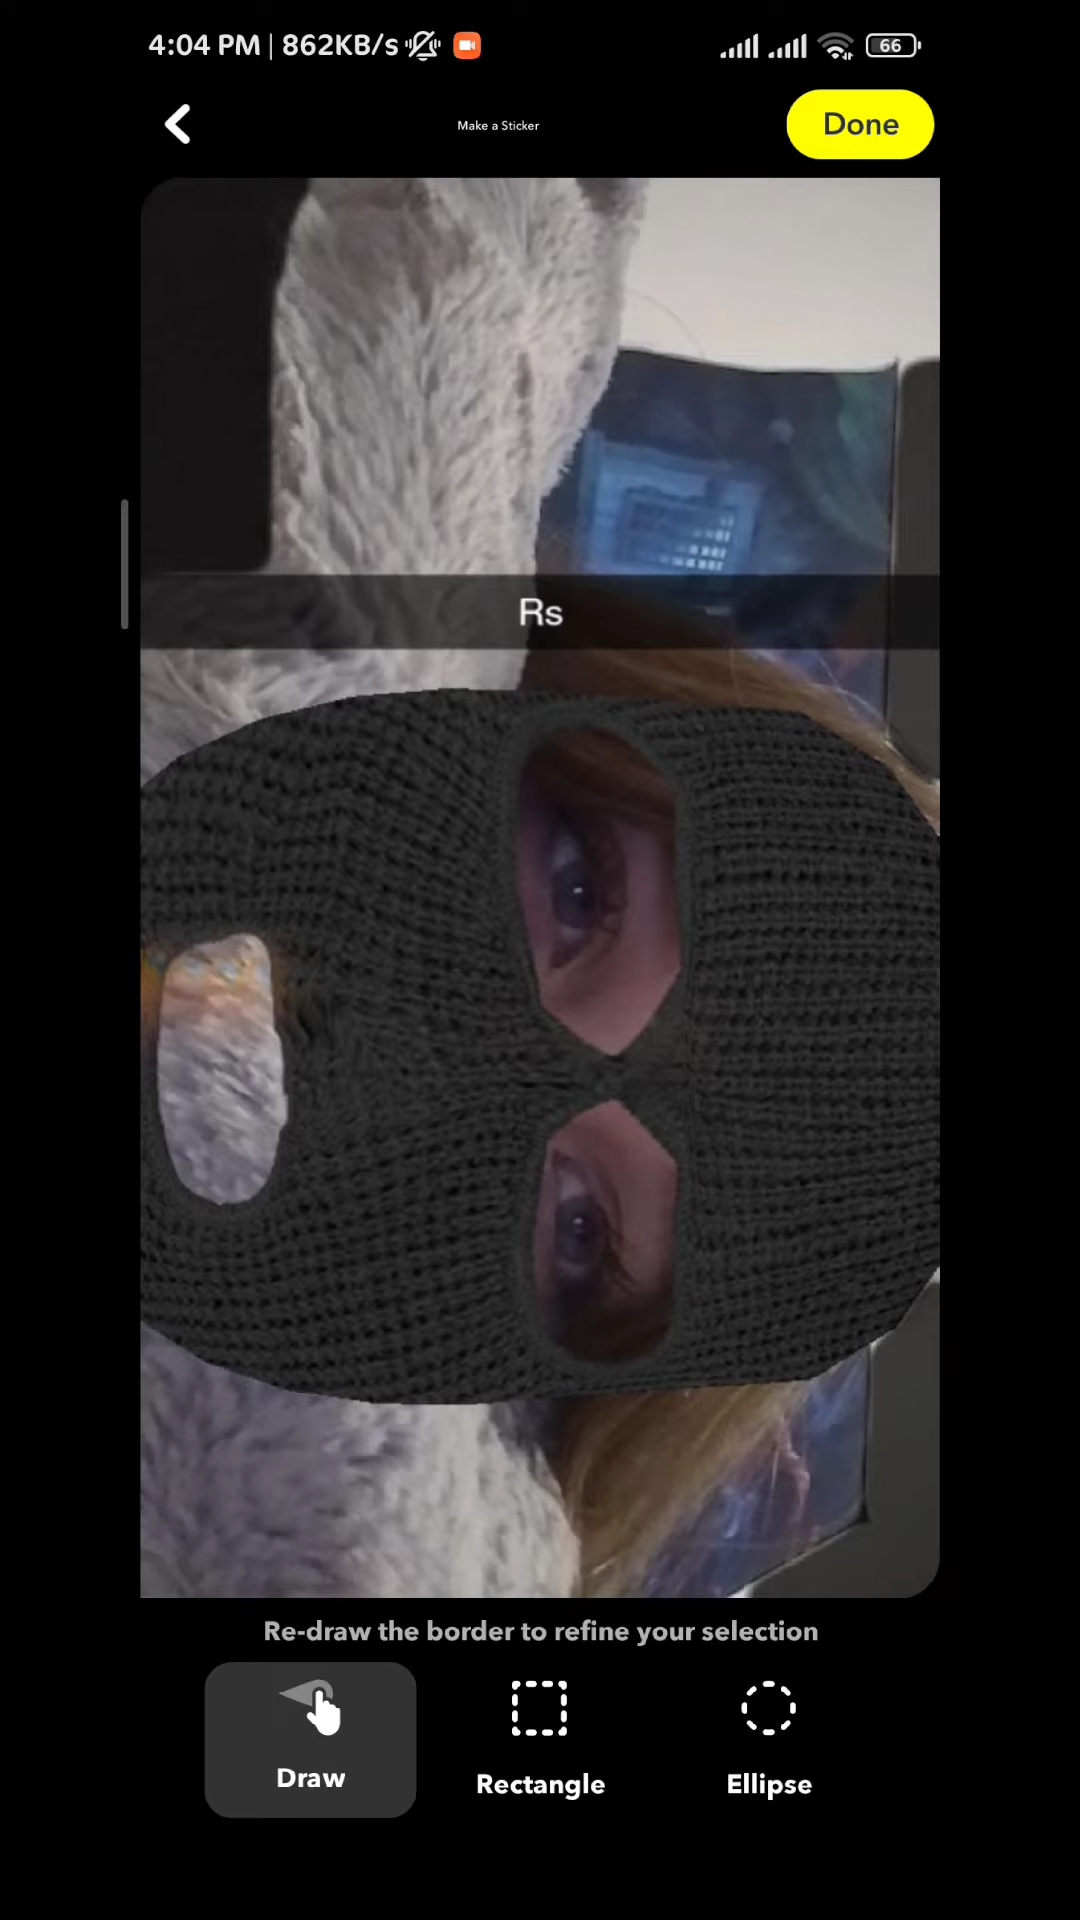 4:04 PM | 862KB/s 66
Make a Sticker
Done
Rs
Re-draw the border to refine your selection
Draw
Rectangle
Ellipse